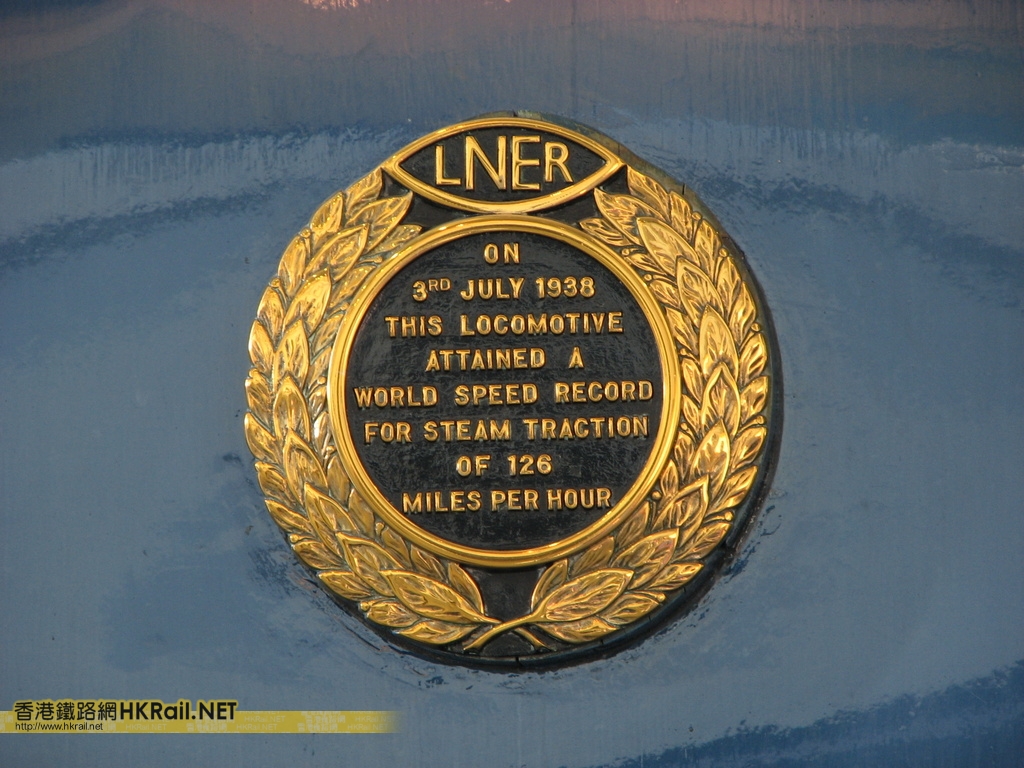 LNER
ON
3RD JULY 1938
THIS LOCOMOTIVE
ATTAINED A
WORLD SPEED RECORD
FOR STEAM TRACTION
OF 126
MILES PER HOUR
香港鐵路網HKRail.NET
http://www.hkrail.net